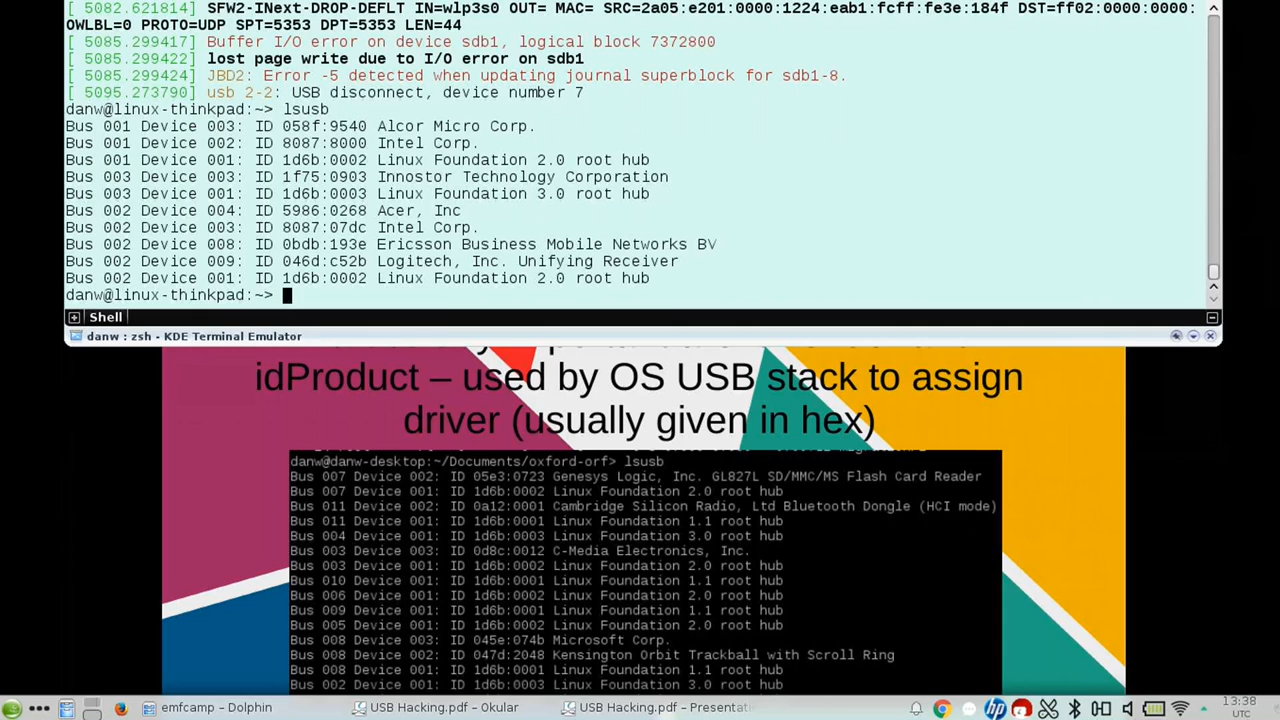 [ 5082.621814] SFW2-INext-DROP-DEFLT IN=wlp3s0 OUT= MAC= SRC=2a05:e201:0000:1224:eab1:fcff:fe3e:184f DST=ff02:0000:0000:
OWLBL=0 PROTO=UDP SPT=5353 DPT=5353 LEN=44
[ 5085.299417] Buffer I/O error on device sdb1, logical block 7372800
[ 5085.299422] lost page write due to I/O error on sdb1
[ 5085.299424] JBD2: Error -5 detected when updating journal superblock for sdb1-8.
[ 5095.273790] usb 2-2: USB disconnect, device number 7
danw@linux-thinkpad:~> lsusb
Bus 001 Device 003: ID 058f:9540 Alcor Micro Corp.
Bus 001 Device 002: ID 8087:8000 Intel Corp.
Bus 001 Device 001: ID 1d6b:0002 Linux Foundation 2.0 root hub
Bus 003 Device 002: ID 1f75:0903 Innostor Technology Corporation
Bus 003 Device 001: ID 1d6b:0003 Linux Foundation 3.0 root hub
Bus 002 Device 004: ID 5986:0268 Acer, Inc
Bus 002 Device 003: ID 8087:07dc Intel Corp.
Bus 002 Device 008: ID 0bdb:193e Ericsson Business Mobile Networks BV
Bus 002 Device 009: ID 046d:c52b Logitech, Inc. Unifying Receiver
Bus 002 Device 001: ID 1d6b:0002 Linux Foundation 2.0 root hub
danw@linux-thinkpad:~>
Shell
danw : zsh - KDE Terminal Emulator
idProduct – used by OS USB stack to assign
driver (usually given in hex)
danw@danw-desktop:~/Documents/oxford-orf> lsusb
Bus 007 Device 002: ID 05e3:0723 Genesys Logic, Inc. GL827L SD/MMC/MS Flash Card Reader
Bus 007 Device 001: ID 1d6b:0002 Linux Foundation 2.0 root hub
Bus 011 Device 002: ID 0a12:0001 Cambridge Silicon Radio, Ltd Bluetooth Dongle (HCI mode)
Bus 011 Device 001: ID 1d6b:0001 Linux Foundation 1.1 root hub
Bus 004 Device 001: ID 1d6b:0003 Linux Foundation 3.0 root hub
Bus 003 Device 003: ID 0d8c:0012 C-Media Electronics, Inc.
Bus 003 Device 001: ID 1d6b:0002 Linux Foundation 2.0 root hub
Bus 010 Device 001: ID 1d6b:0001 Linux Foundation 1.1 root hub
Bus 006 Device 001: ID 1d6b:0002 Linux Foundation 2.0 root hub
Bus 009 Device 001: ID 1d6b:0001 Linux Foundation 1.1 root hub
Bus 005 Device 001: ID 1d6b:0002 Linux Foundation 2.0 root hub
Bus 008 Device 003: ID 045e:074b Microsoft Corp.
Bus 008 Device 002: ID 047d:2048 Kensington Orbit Trackball with Scroll Ring
Bus 008 Device 001: ID 1d6b:0001 Linux Foundation 1.1 root hub
Bus 002 Device 001: ID 1d6b:0003 Linux Foundation 3.0 root hub
emfcamp – Dolphin
USB Hacking.pdf – Okular
USB Hacking.pdf – Presentati
13:38
UTC